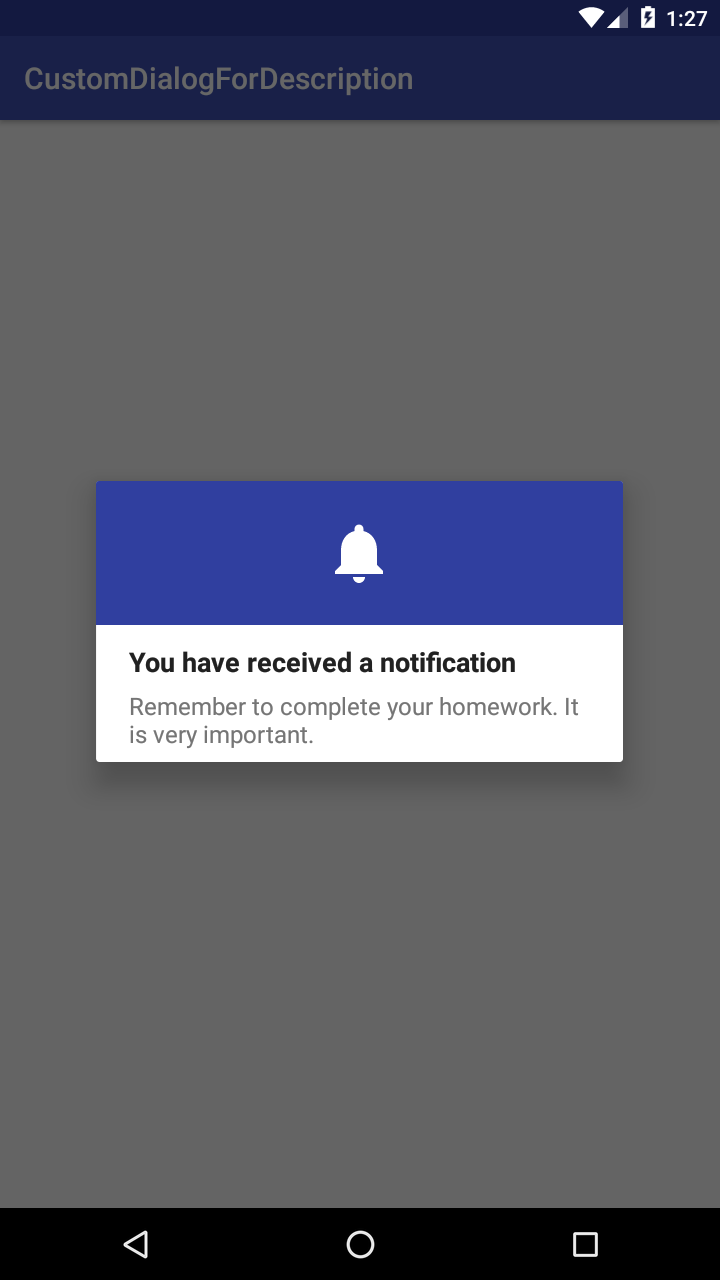 1:27
CustomDialogForDescription
You have received a notification
Remember to complete your homework. It
is very important.